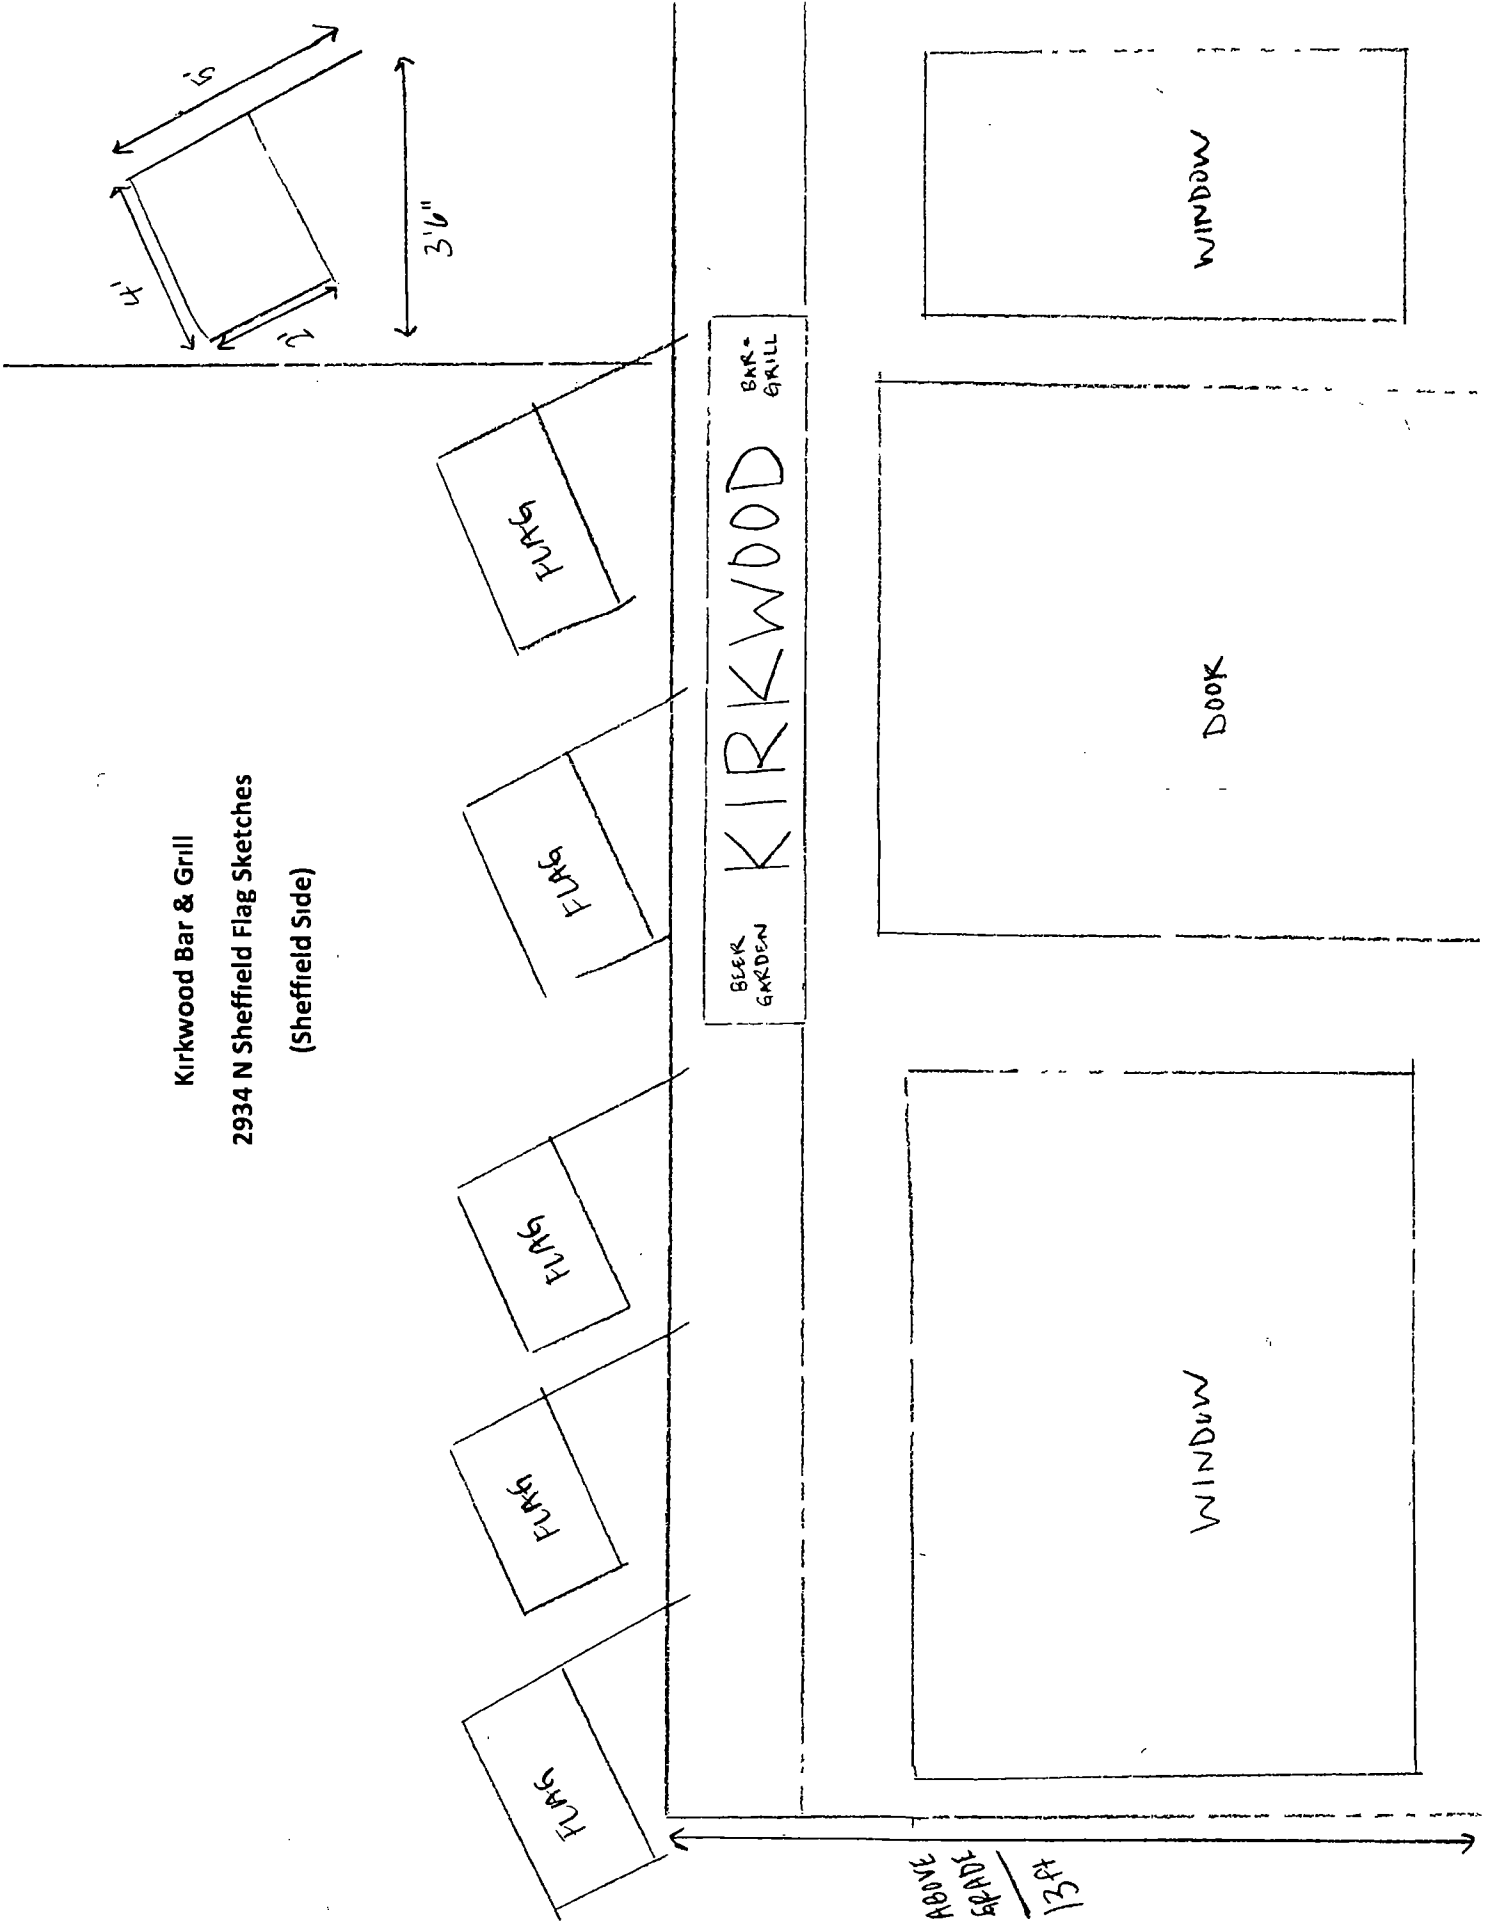 Kirkwood Bar & Grill
2934 N Sheffield Flag Sketches
(Sheffield Side)
5'
4'
2'
3'6"
FLAG
FLAG
FLAG
FLAG
FLAG
BEER
GARDEN
KIRKWOOD
BAR &
GRILL
WINDOW
DOOR
WINDOW
ABOVE
GRADE
13 ft